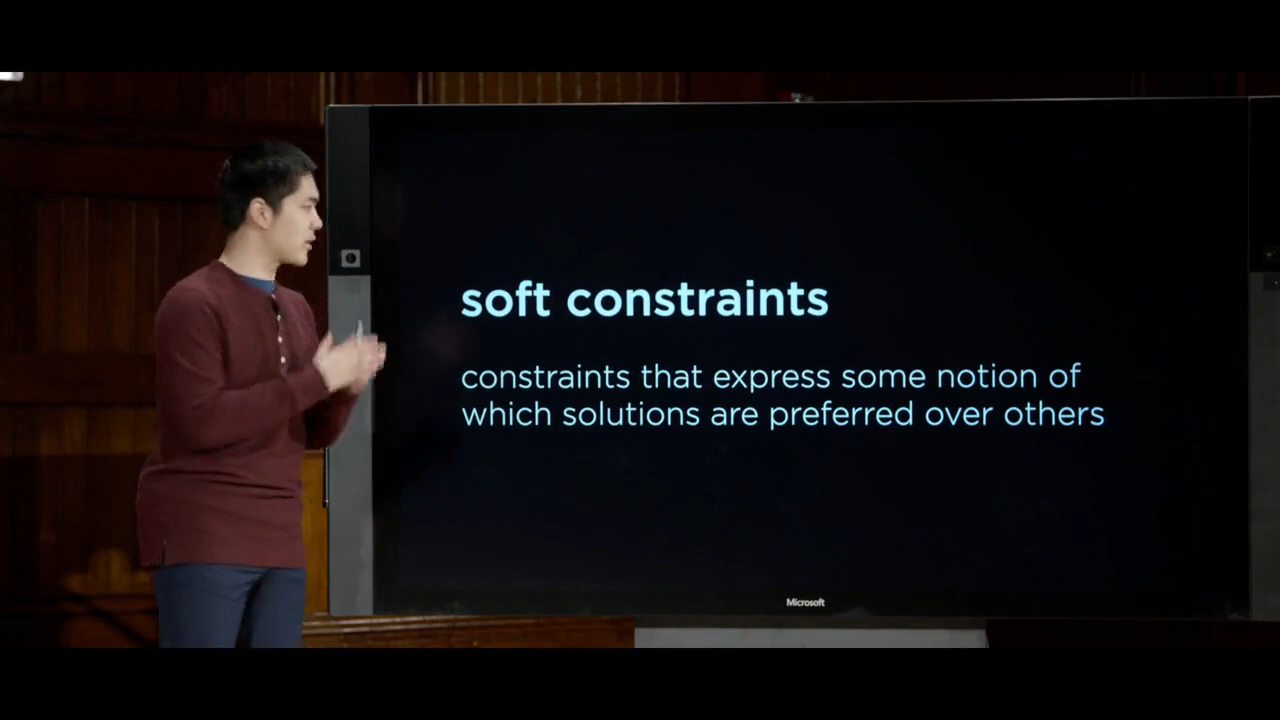 soft constraints
constraints that express some notion of
which solutions are preferred over others
Microsoft